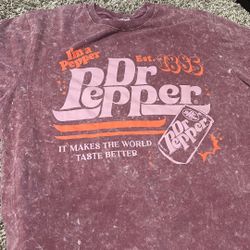 I'm a
Pepper
Est. 1885
Dr
Pepper
IT MAKES THE WORLD
TASTE BETTER
Dr
Pepper